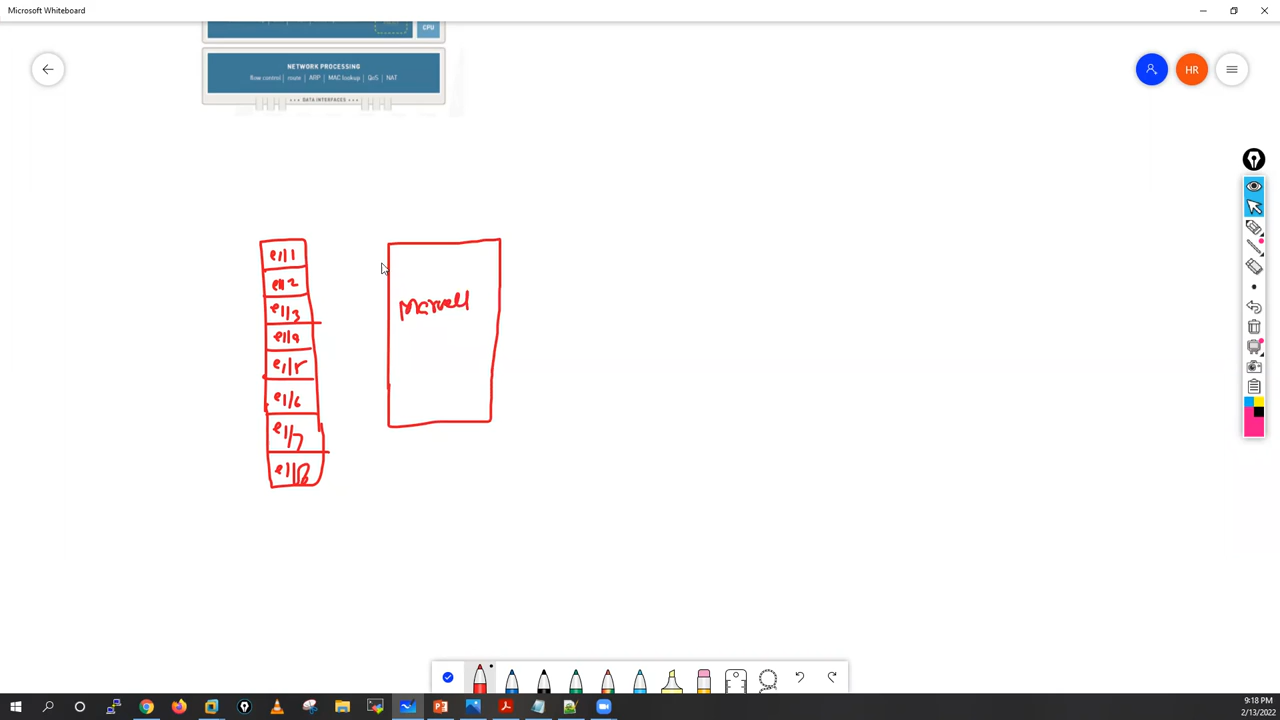 Microsoft Whiteboard
CPU
NETWORK PROCESSING
flow control | route | ARP | MAC lookup | QoS | NAT
••• DATA INTERFACES •••
HR
e1/1
e1/2
e1/3
e1/4
e1/5
e1/6
e1/7
e1/8
Marvell
9:18 PM
2/13/2022